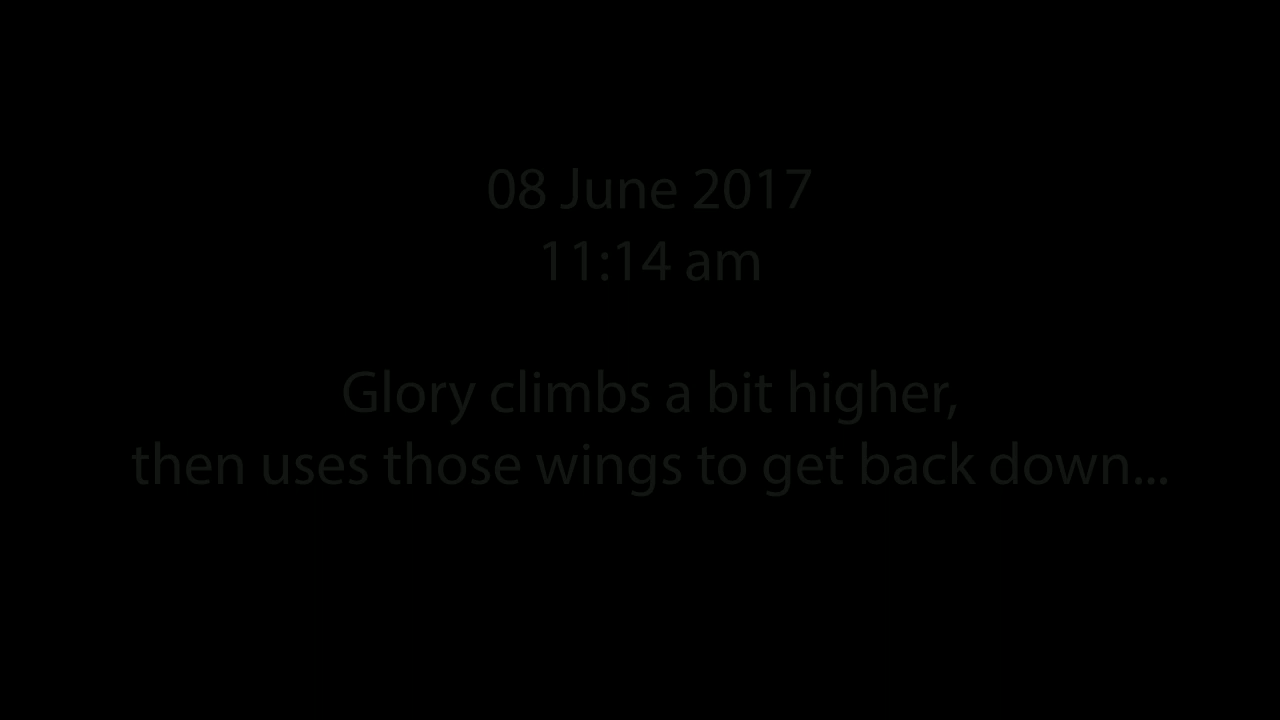 08 June 2017
11:14 am
Glory climbs a bit higher,
then uses those wings to get back down...